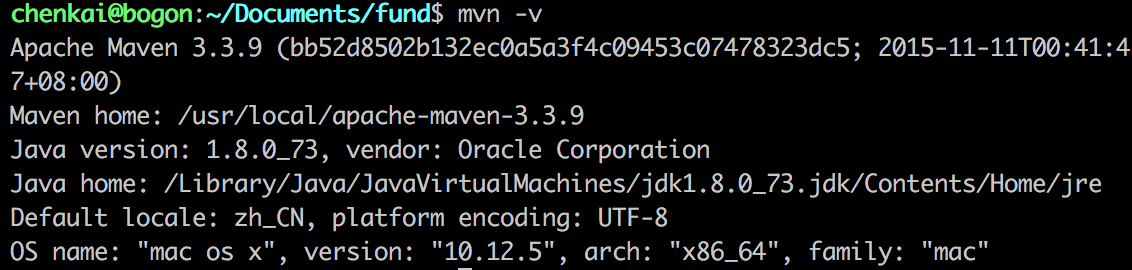 chenkai@bogon:~/Documents/fund$ mvn -v
Apache Maven 3.3.9 (bb52d8502b132ec0a5a3f4c09453c07478323dc5; 2015-11-11T00:41:4
7+08:00)
Maven home: /usr/local/apache-maven-3.3.9
Java version: 1.8.0_73, vendor: Oracle Corporation
Java home: /Library/Java/JavaVirtualMachines/jdk1.8.0_73.jdk/Contents/Home/jre
Default locale: zh_CN, platform encoding: UTF-8
OS name: "mac os x", version: "10.12.5", arch: "x86_64", family: "mac"